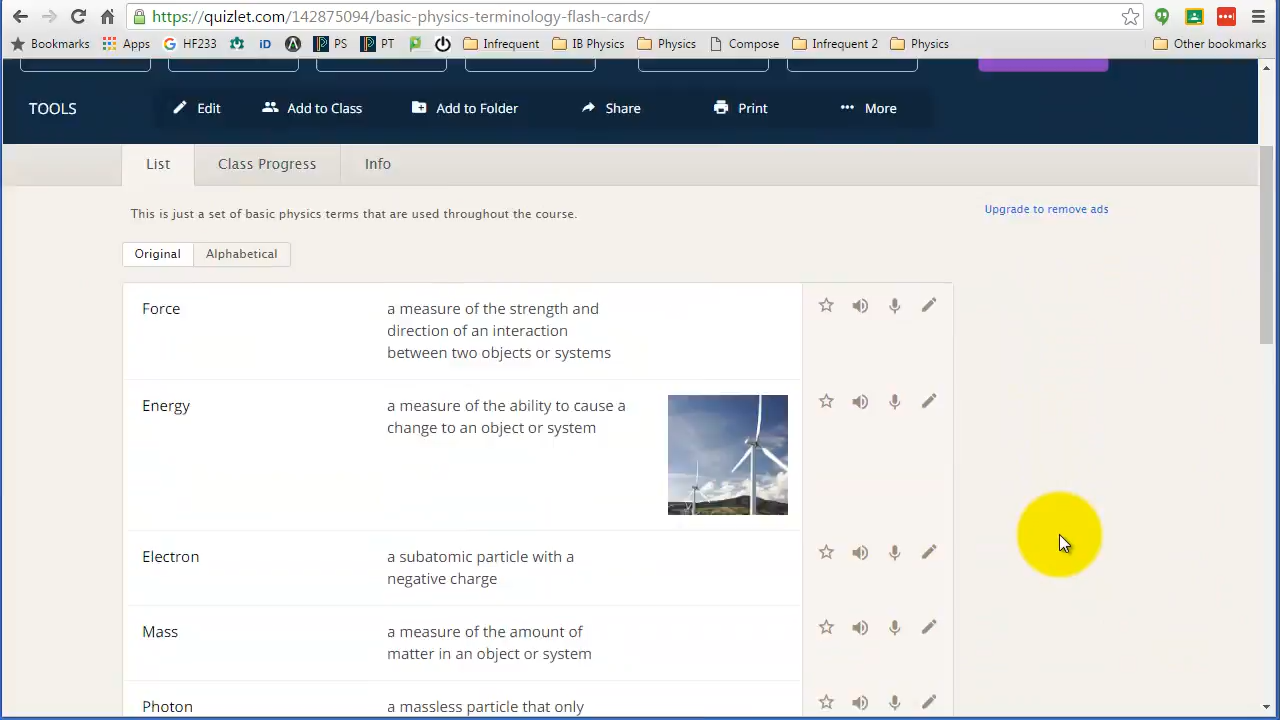 https://quizlet.com/142875094/basic-physics-terminology-flash-cards/
Bookmarks Apps HF233 iD PS PT Infrequent IB Physics Physics Compose Infrequent 2 Physics Other bookmarks
TOOLS Edit Add to Class Add to Folder Share Print More
List Class Progress Info
This is just a set of basic physics terms that are used throughout the course.
Upgrade to remove ads
Original Alphabetical
Force
a measure of the strength and
direction of an interaction
between two objects or systems
Energy
a measure of the ability to cause a
change to an object or system
Electron
a subatomic particle with a
negative charge
Mass
a measure of the amount of
matter in an object or system
Photon
a massless particle that only